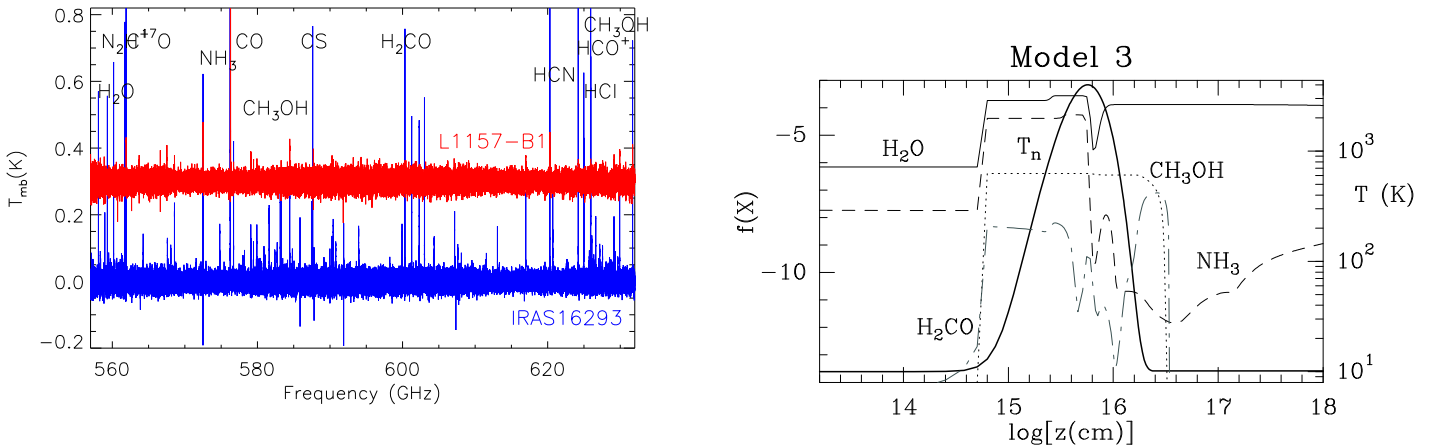 0.8
0.6
0.4
0.2
0.0
−0.2
T_mb(K)
N₂H⁺ C¹⁷O
CO
CS
H₂CO
CH₃OH
HCO⁺
NH₃
HCN
H₂O
HCl
CH₃OH
L1157−B1
IRAS16293
560 580 600 620
Frequency (GHz)
Model 3
−5
−10
f(X)
H₂O
Tₙ
CH₃OH
NH₃
H₂CO
10³
10²
10¹
T (K)
14 15 16 17 18
log[z(cm)]